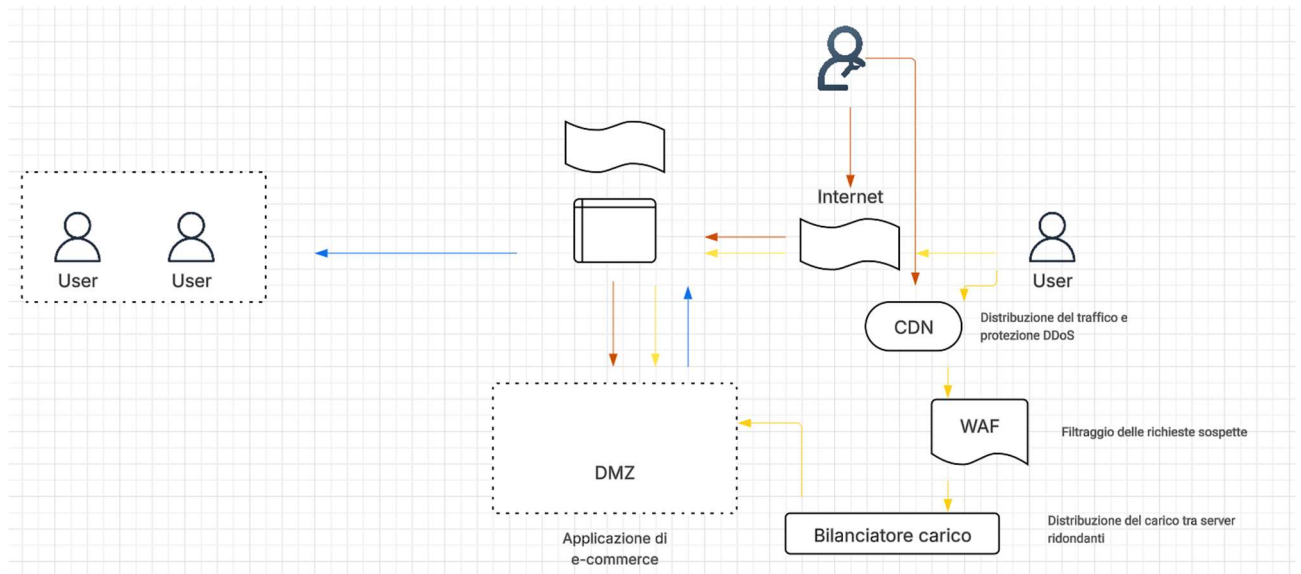 Internet
User
User
User
CDN
Distribuzione del traffico e
protezione DDoS
WAF
Filtraggio delle richieste sospette
DMZ
Bilanciatore carico
Distribuzione del carico tra server
ridondanti
Applicazione di
e-commerce